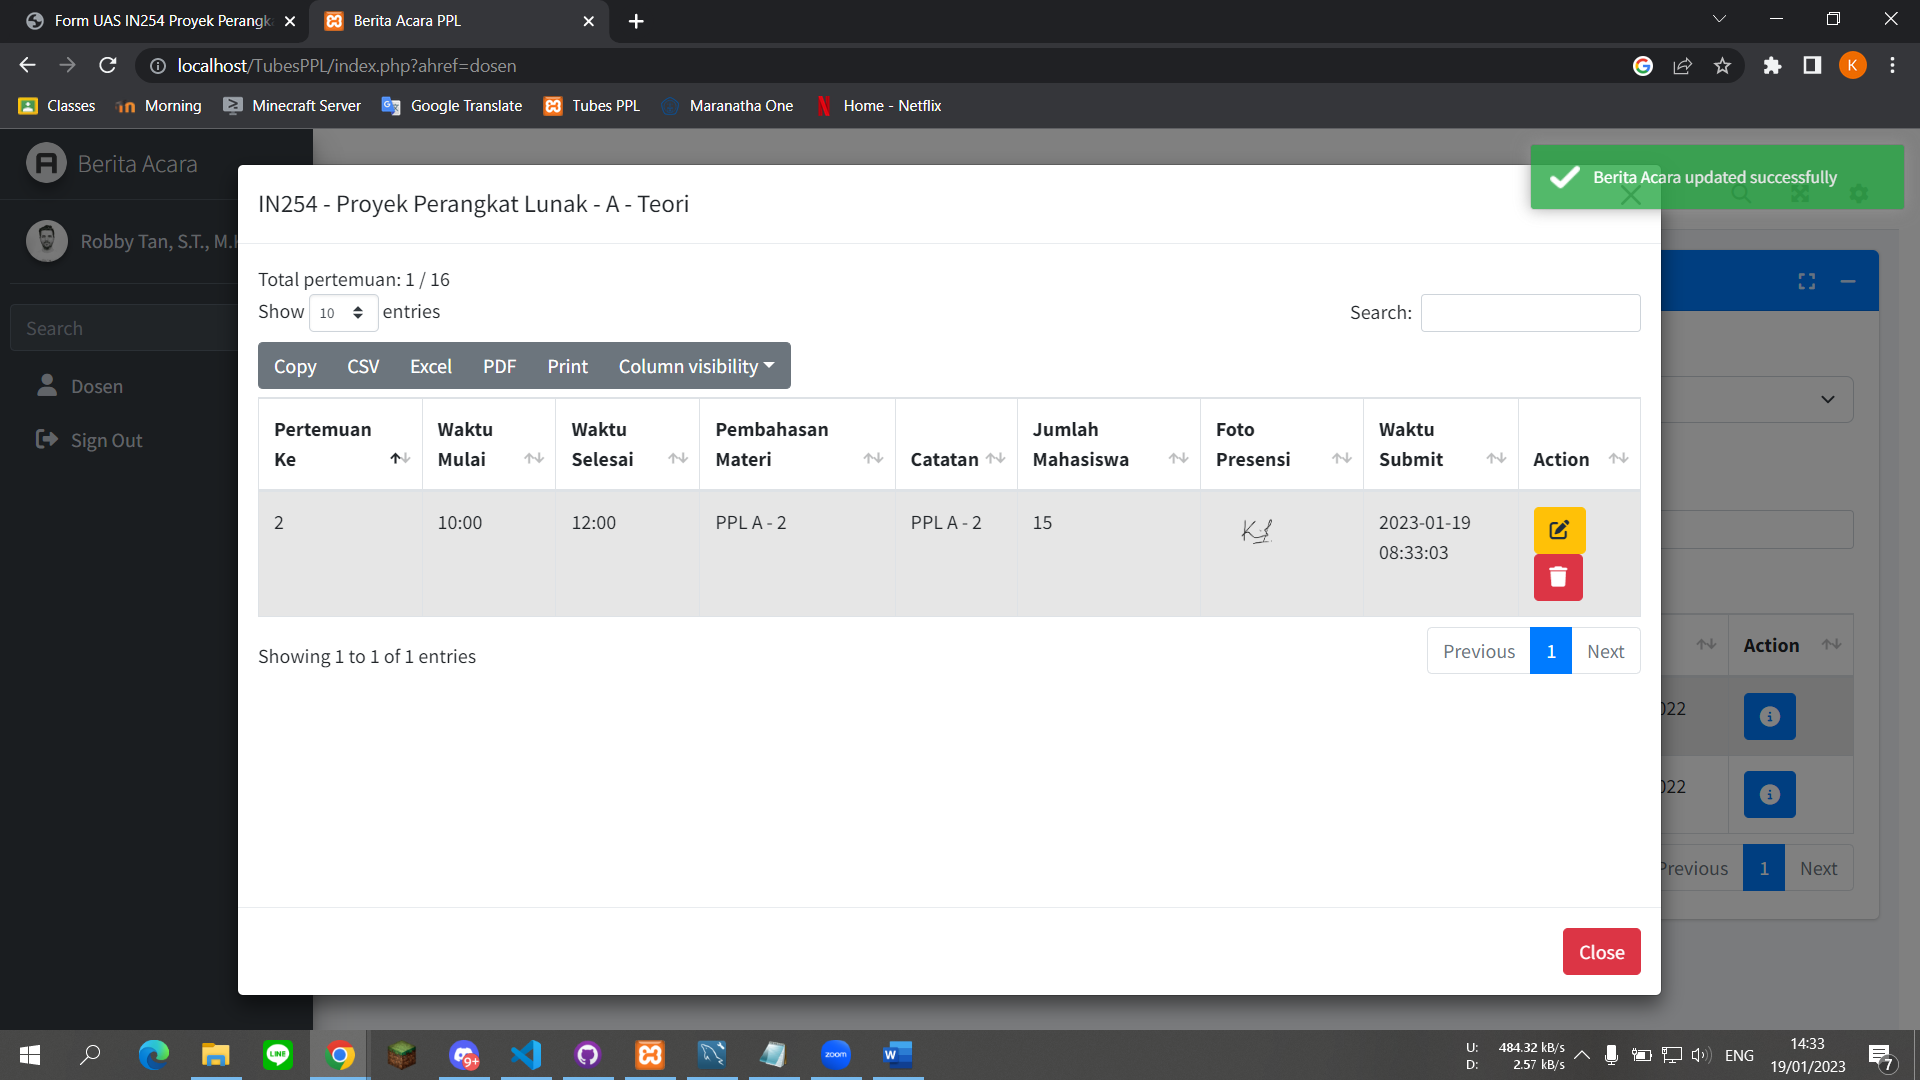 Form UAS IN254 Proyek Perangk
Berita Acara PPL
localhost/TubesPPL/index.php?ahref=dosen
K
Classes
Morning
Minecraft Server
Google Translate
Tubes PPL
Maranatha One
Home - Netflix
Berita Acara
Robby Tan, S.T., M.K
Search
Dosen
Sign Out
Berita Acara updated successfully
IN254 - Proyek Perangkat Lunak - A - Teori
Total pertemuan: 1 / 16
Show 10 entries
Search:
Copy CSV Excel PDF Print Column visibility
Pertemuan Ke
Waktu Mulai
Waktu Selesai
Pembahasan Materi
Catatan
Jumlah Mahasiswa
Foto Presensi
Waktu Submit
Action
2
10:00
12:00
PPL A - 2
PPL A - 2
15
2023-01-19
08:33:03
Showing 1 to 1 of 1 entries
Previous 1 Next
Close
Action
022
022
Previous 1 Next
LINE
9+
zoom
W
U: 484.32 kB/s
D: 2.57 kB/s
ENG
14:33
19/01/2023
7